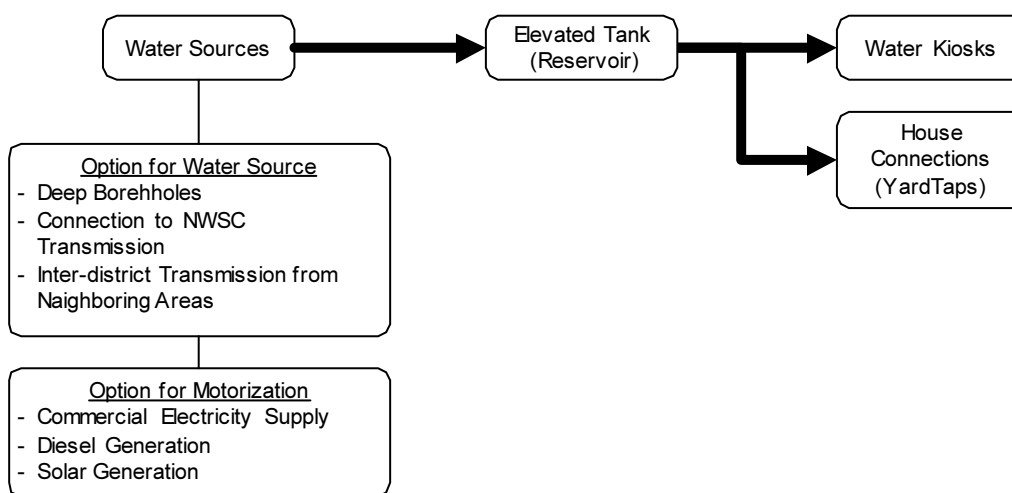 Water Sources
Elevated Tank
(Reservoir)
Water Kiosks
House
Connections
(YardTaps)
Option for Water Source
- Deep Borehholes
- Connection to NWSC
Transmission
- Inter-district Transmission from
Naighboring Areas
Option for Motorization
- Commercial Electricity Supply
- Diesel Generation
- Solar Generation